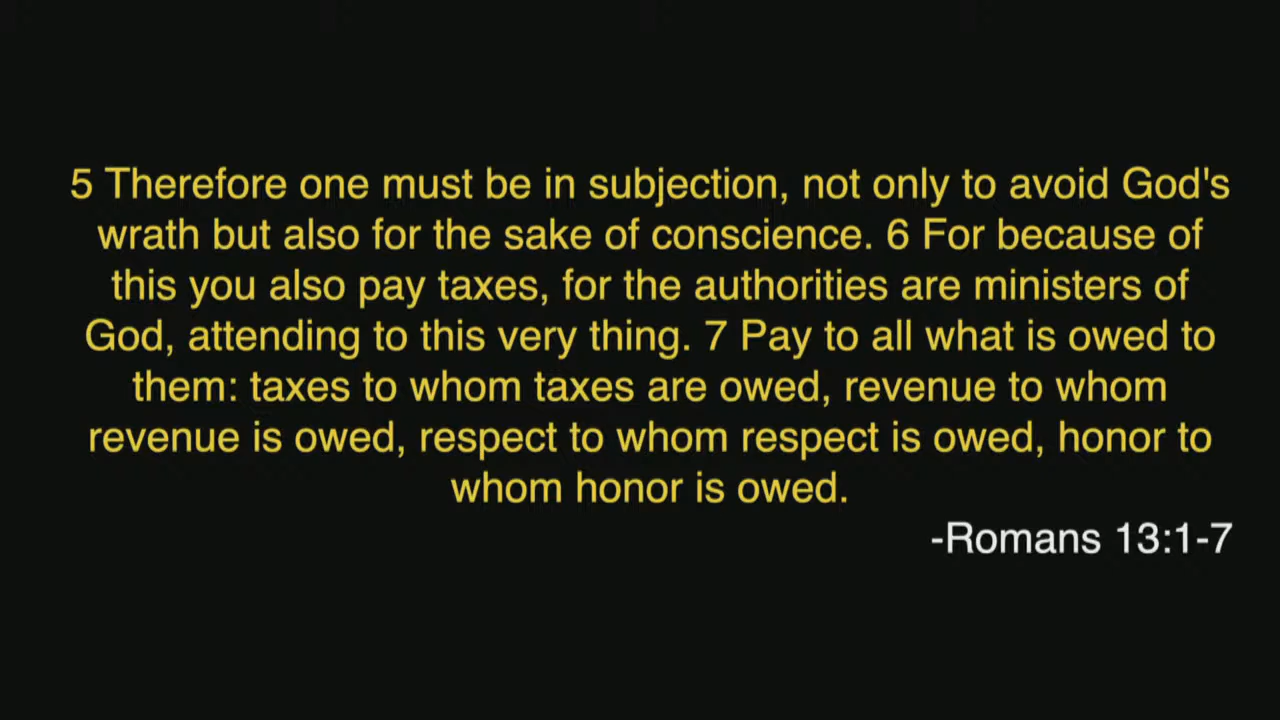 5 Therefore one must be in subjection, not only to avoid God's
wrath but also for the sake of conscience. 6 For because of
this you also pay taxes, for the authorities are ministers of
God, attending to this very thing. 7 Pay to all what is owed to
them: taxes to whom taxes are owed, revenue to whom
revenue is owed, respect to whom respect is owed, honor to
whom honor is owed.
-Romans 13:1-7